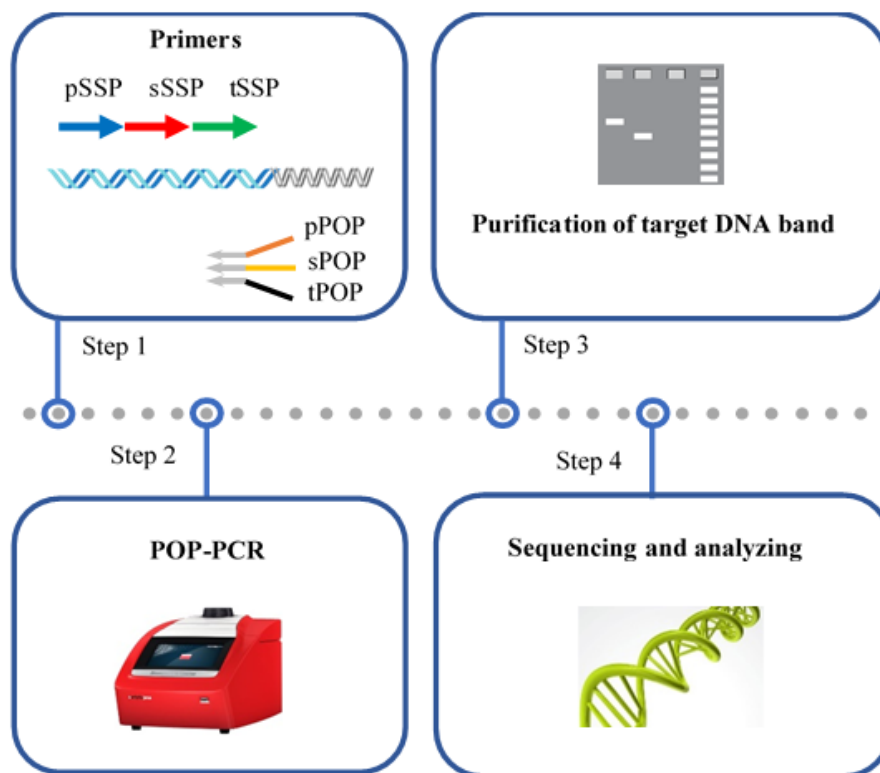 Primers
pSSP sSSP tSSP
pPOP
sPOP
tPOP
Step 1
Purification of target DNA band
Step 3
Step 2
POP-PCR
Step 4
Sequencing and analyzing